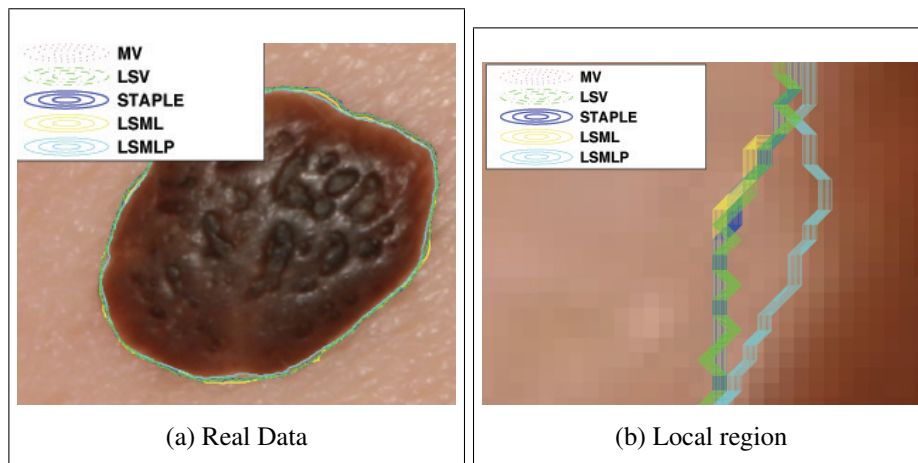 MV
LSV
STAPLE
LSML
LSMLP
(a) Real Data
MV
LSV
STAPLE
LSML
LSMLP
(b) Local region